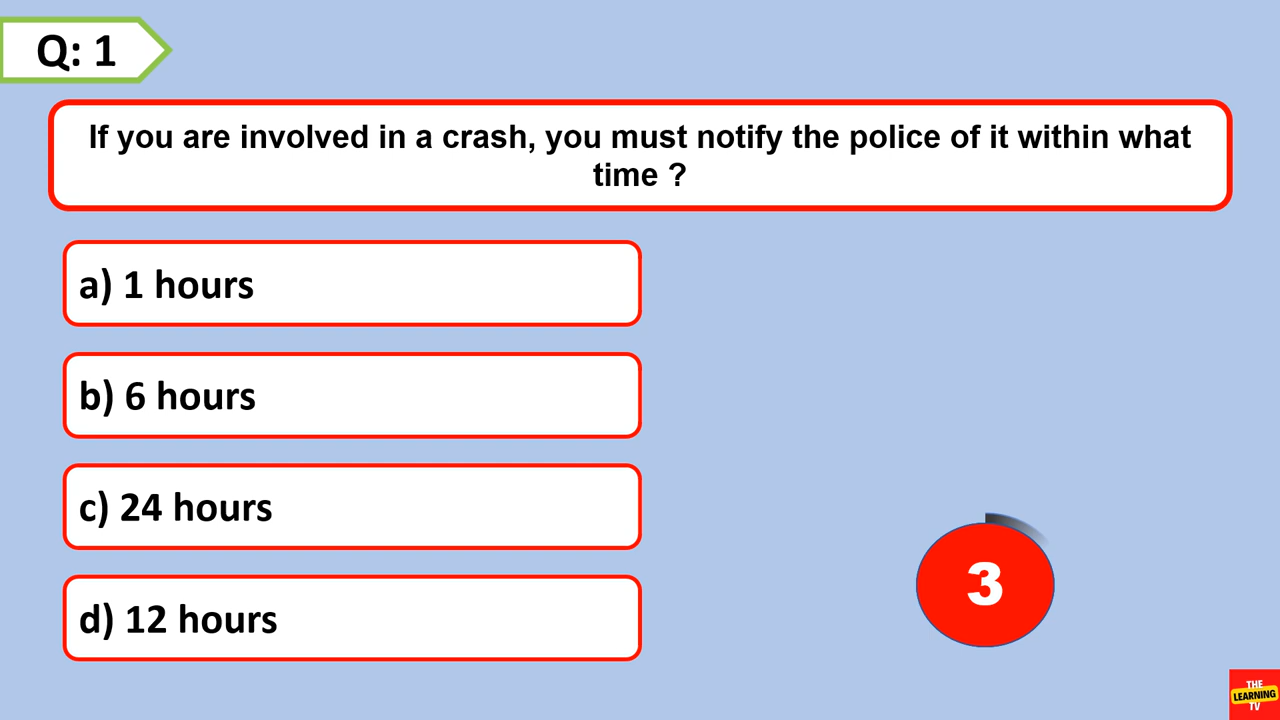 Q: 1
If you are involved in a crash, you must notify the police of it within what
time ?
a) 1 hours
b) 6 hours
c) 24 hours
d) 12 hours
3
THE
LEARNING
TV